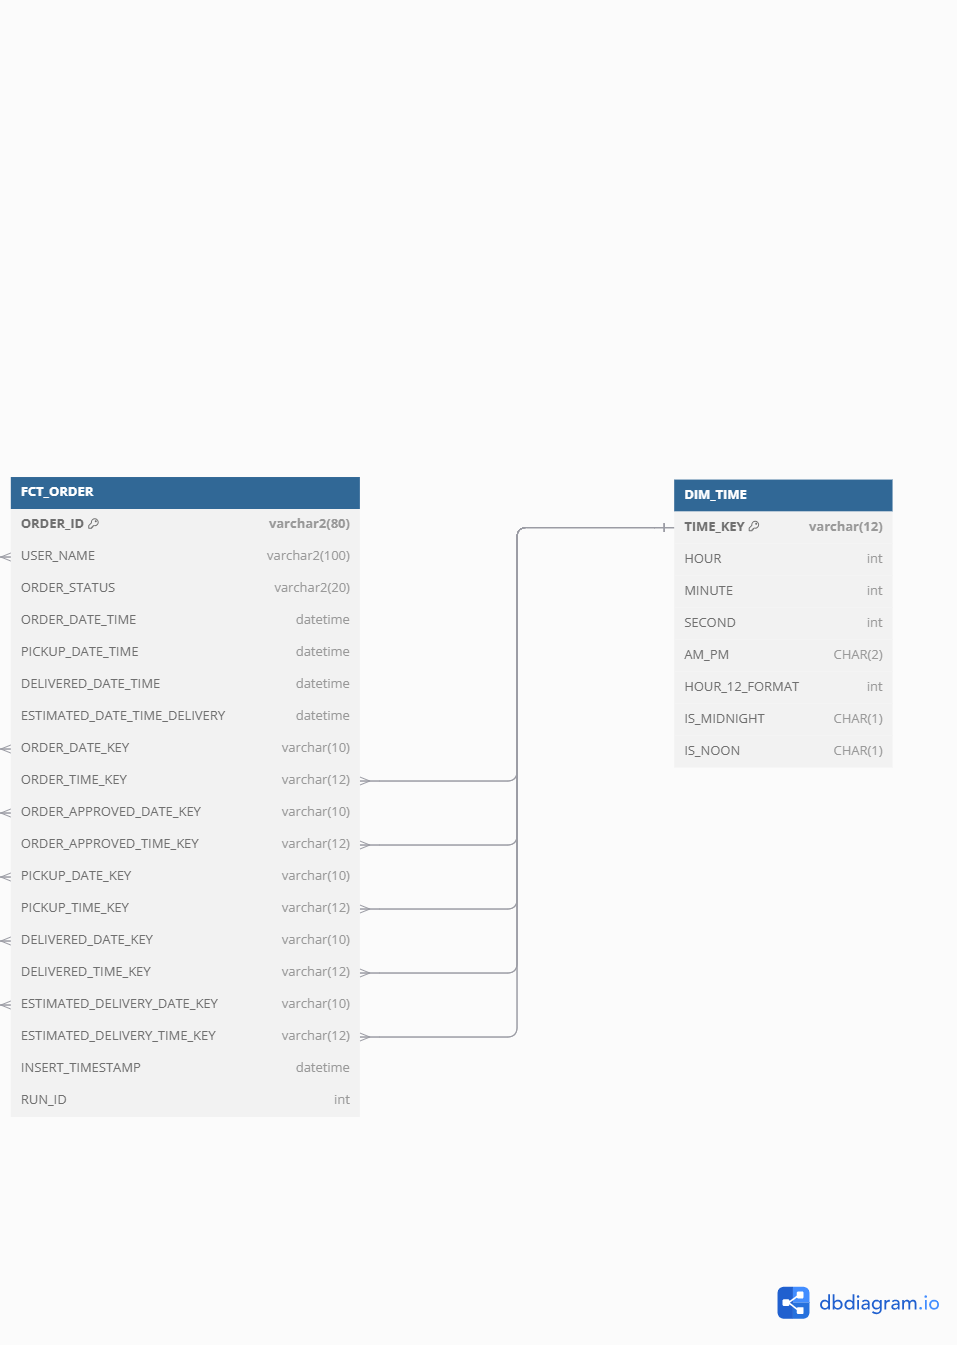 FCT_ORDER
ORDER_ID varchar2(80)
USER_NAME varchar2(100)
ORDER_STATUS varchar2(20)
ORDER_DATE_TIME datetime
PICKUP_DATE_TIME datetime
DELIVERED_DATE_TIME datetime
ESTIMATED_DATE_TIME_DELIVERY datetime
ORDER_DATE_KEY varchar(10)
ORDER_TIME_KEY varchar(12)
ORDER_APPROVED_DATE_KEY varchar(10)
ORDER_APPROVED_TIME_KEY varchar(12)
PICKUP_DATE_KEY varchar(10)
PICKUP_TIME_KEY varchar(12)
DELIVERED_DATE_KEY varchar(10)
DELIVERED_TIME_KEY varchar(12)
ESTIMATED_DELIVERY_DATE_KEY varchar(10)
ESTIMATED_DELIVERY_TIME_KEY varchar(12)
INSERT_TIMESTAMP datetime
RUN_ID int
DIM_TIME
TIME_KEY varchar(12)
HOUR int
MINUTE int
SECOND int
AM_PM CHAR(2)
HOUR_12_FORMAT int
IS_MIDNIGHT CHAR(1)
IS_NOON CHAR(1)
dbdiagram.io